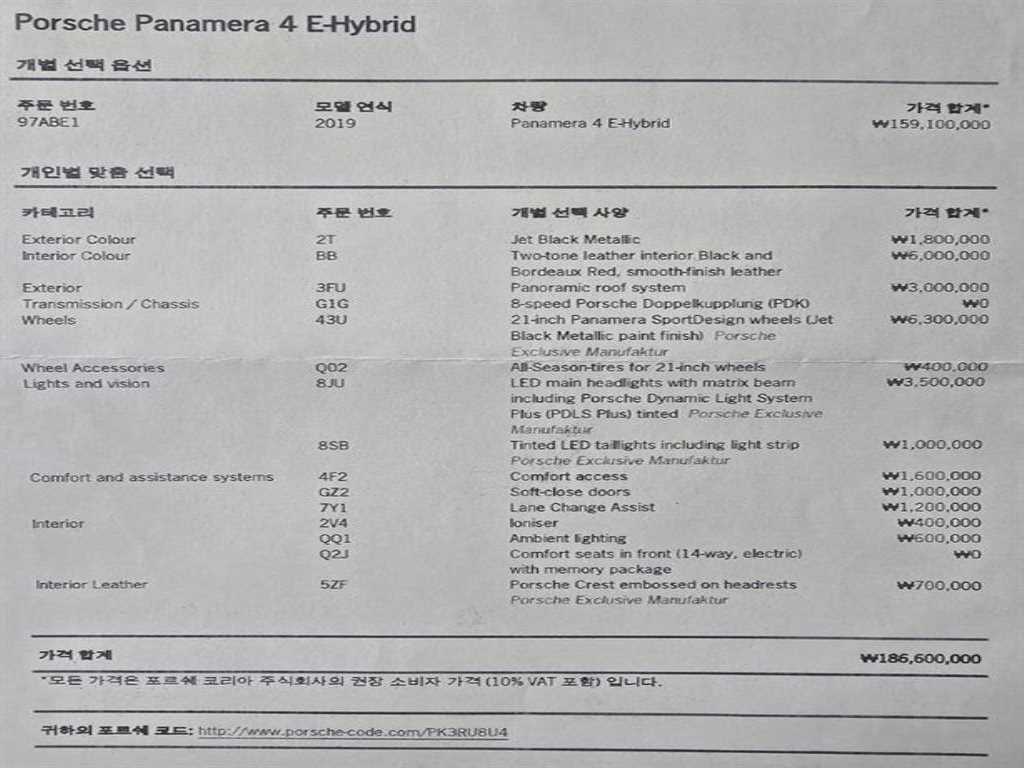 Porsche Panamera 4 E-Hybrid
개별 선택 옵션
주문 번호 모델 연식 차량 가격 합계*
97ABE1 2019 Panamera 4 E-Hybrid ₩159,100,000
개인별 맞춤 선택
카테고리 주문 번호 개별 선택 사양 가격 합계*
Exterior Colour 2T Jet Black Metallic ₩1,800,000
Interior Colour BB Two-tone leather interior Black and ₩6,000,000
Bordeaux Red, smooth-finish leather
Exterior 3FU Panoramic roof system ₩3,000,000
Transmission / Chassis G1G 8-speed Porsche Doppelkupplung (PDK) ₩0
Wheels 43U 21-inch Panamera SportDesign wheels (Jet ₩6,300,000
Black Metallic paint finish) Porsche
Exclusive Manufaktur
Wheel Accessories Q02 All-Season-tires for 21-inch wheels ₩400,000
Lights and vision 8JU LED main headlights with matrix beam ₩3,500,000
including Porsche Dynamic Light System
Plus (PDLS Plus) tinted Porsche Exclusive
Manufaktur
8SB Tinted LED taillights including light strip ₩1,000,000
Porsche Exclusive Manufaktur
Comfort and assistance systems 4F2 Comfort access ₩1,600,000
GZ2 Soft-close doors ₩1,000,000
7Y1 Lane Change Assist ₩1,200,000
Interior 2V4 Ioniser ₩400,000
QQ1 Ambient lighting ₩600,000
Q2J Comfort seats in front (14-way, electric) ₩0
with memory package
Interior Leather 5ZF Porsche Crest embossed on headrests ₩700,000
Porsche Exclusive Manufaktur
가격 합계 ₩186,600,000
*모든 가격은 포르쉐 코리아 주식회사의 권장 소비자 가격 (10% VAT 포함) 입니다.
귀하의 포르쉐 코드: http://www.porsche-code.com/PK3RU8U4